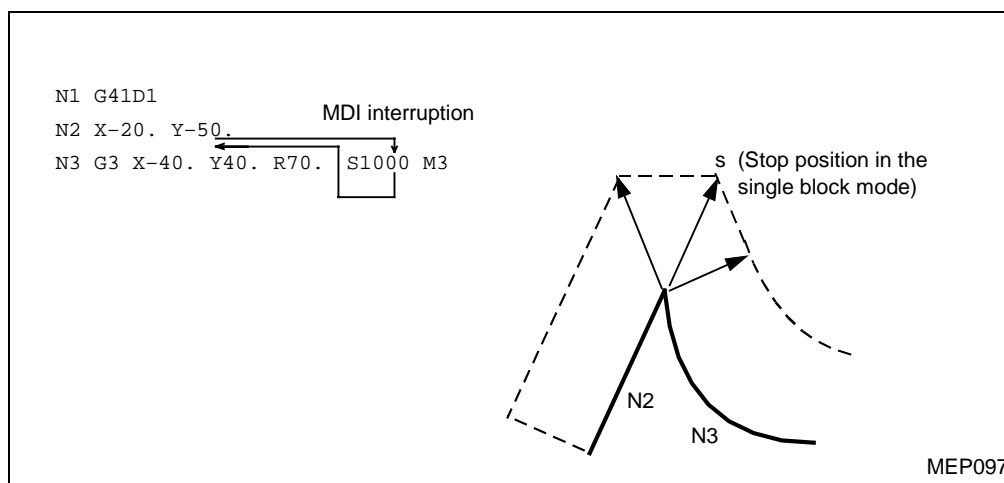 N1 G41D1
MDI interruption
N2 X–20. Y–50.
N3 G3 X–40. Y40. R70. S1000 M3
s (Stop position in the
single block mode)
N2
N3
MEP097